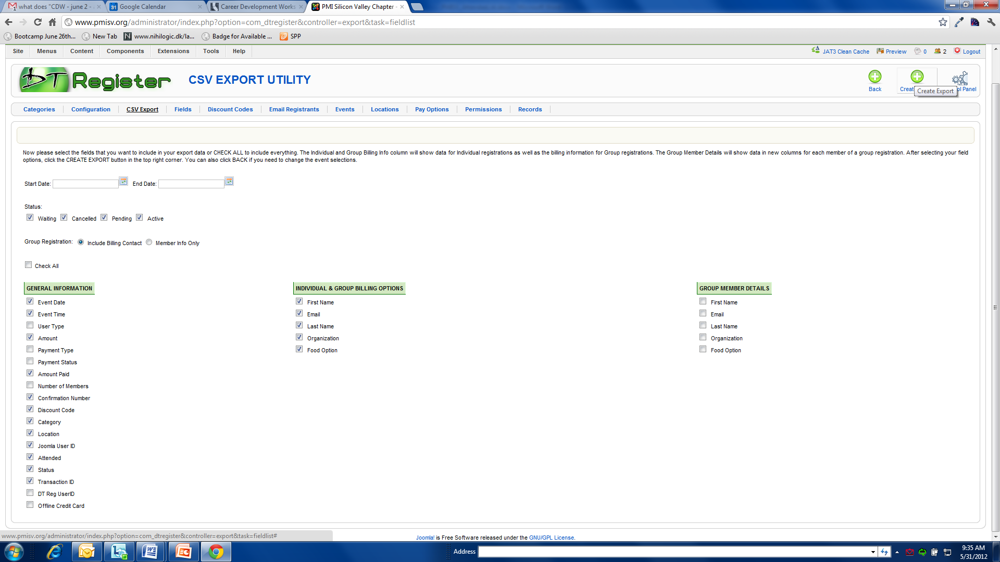 what does "CDW - june 2 -
Google Calendar
Career Development Works
PMI Silicon Valley Chapter -
www.pmisv.org/administrator/index.php?option=com_dtregister&controller=export&task=fieldlist
Bootcamp June 26th...
New Tab
www.nihilogic.dk/la...
Badge for Available ...
SPP
Site
Menus
Content
Components
Extensions
Tools
Help
JAT3 Clean Cache
Preview
0
2
Logout
DT Register
CSV EXPORT UTILITY
Back
Creat
ol Panel
Create Export
Categories
Configuration
CSV Export
Fields
Discount Codes
Email Registrants
Events
Locations
Pay Options
Permissions
Records
Now please select the fields that you want to include in your export data or CHECK ALL to include everything. The Individual and Group Billing Info column will show data for Individual registrations as well as the billing information for Group registrations. The Group Member Details will show data in new columns for each member of a group registration. After selecting your field
options, click the CREATE EXPORT button in the top right corner. You can also click BACK if you need to change the event selections.
Start Date:
End Date:
Status:
Waiting
Cancelled
Pending
Active
Group Registration:
Include Billing Contact
Member Info Only
Check All
GENERAL INFORMATION
Event Date
Event Time
User Type
Amount
Payment Type
Payment Status
Amount Paid
Number of Members
Confirmation Number
Discount Code
Category
Location
Joomla User ID
Attended
Status
Transaction ID
DT Reg UserID
Offline Credit Card
INDIVIDUAL & GROUP BILLING OPTIONS
First Name
Email
Last Name
Organization
Food Option
GROUP MEMBER DETAILS
First Name
Email
Last Name
Organization
Food Option
www.pmisv.org/administrator/index.php?option=com_dtregister&controller=export&task=fieldlist#
Joomla! is Free Software released under the GNU/GPL License.
Address
9:35 AM
5/31/2012